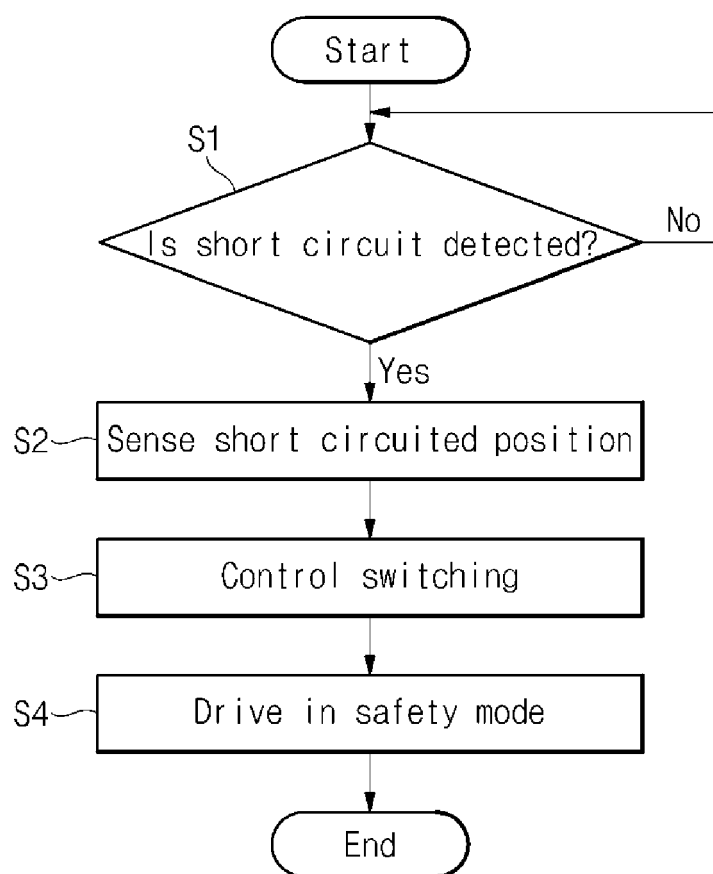 Start
S1
Is short circuit detected?
No
Yes
S2
Sense short circuited position
S3
Control switching
S4
Drive in safety mode
End